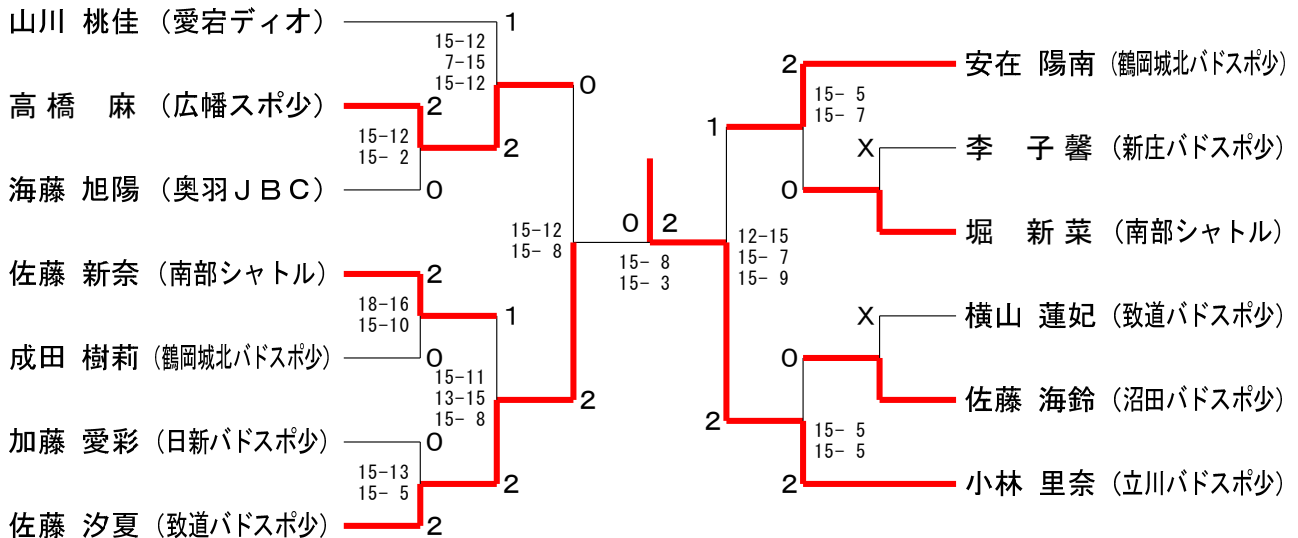 山川 桃佳 (愛宕ディオ)
1
15-12
7-15
15-12
高橋 麻 (広幡スポ少)
2
15-12
15- 2
2
海藤 旭陽 (奥羽JBC)
0
0
15-12
15- 8
佐藤 新奈 (南部シャトル)
2
18-16
15-10
1
成田 樹莉 (鶴岡城北バドスポ少)
0
15-11
13-15
15- 8
2
加藤 愛彩 (日新バドスポ少)
0
15-13
15- 5
2
佐藤 汐夏 (致道バドスポ少)
2
0 2
15- 8
15- 3
2
安在 陽南 (鶴岡城北バドスポ少)
15- 5
15- 7
1
X
李 子馨 (新庄バドスポ少)
0
堀 新菜 (南部シャトル)
12-15
15- 7
15- 9
X
横山 蓮妃 (致道バドスポ少)
0
佐藤 海鈴 (沼田バドスポ少)
2
15- 5
15- 5
2
小林 里奈 (立川バドスポ少)